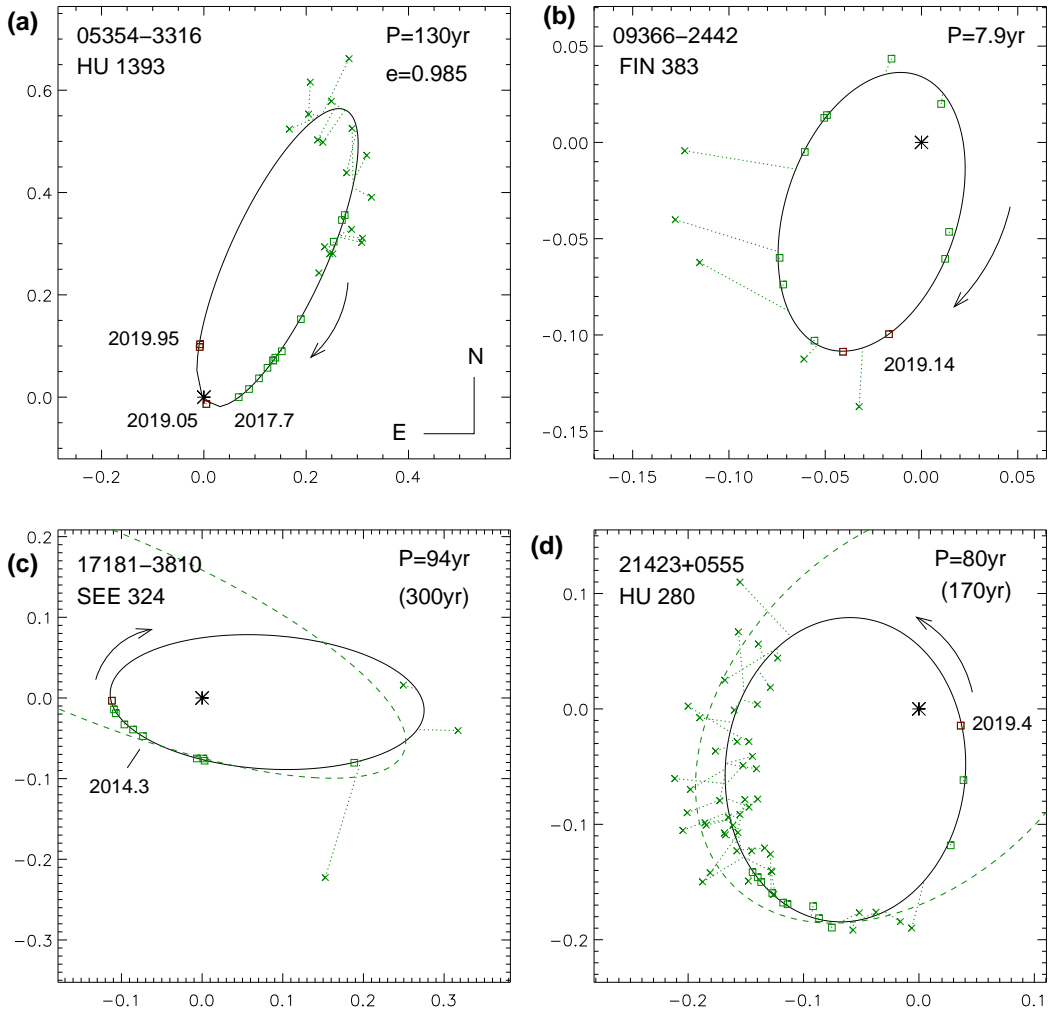 (a)
05354−3316
HU 1393
P=130yr
e=0.985
0.6
0.4
0.2
0.0
2019.95
2019.05
2017.7
N
E
−0.2
0.0
0.2
0.4
(b)
09366−2442
FIN 383
P=7.9yr
0.05
0.00
−0.05
−0.10
−0.15
2019.14
−0.15
−0.10
−0.05
0.00
0.05
(c)
17181−3810
SEE 324
P=94yr
(300yr)
0.2
0.1
0.0
−0.1
−0.2
−0.3
2014.3
−0.1
0.0
0.1
0.2
0.3
(d)
21423+0555
HU 280
P=80yr
(170yr)
0.1
0.0
−0.1
−0.2
2019.4
−0.2
−0.1
0.0
0.1